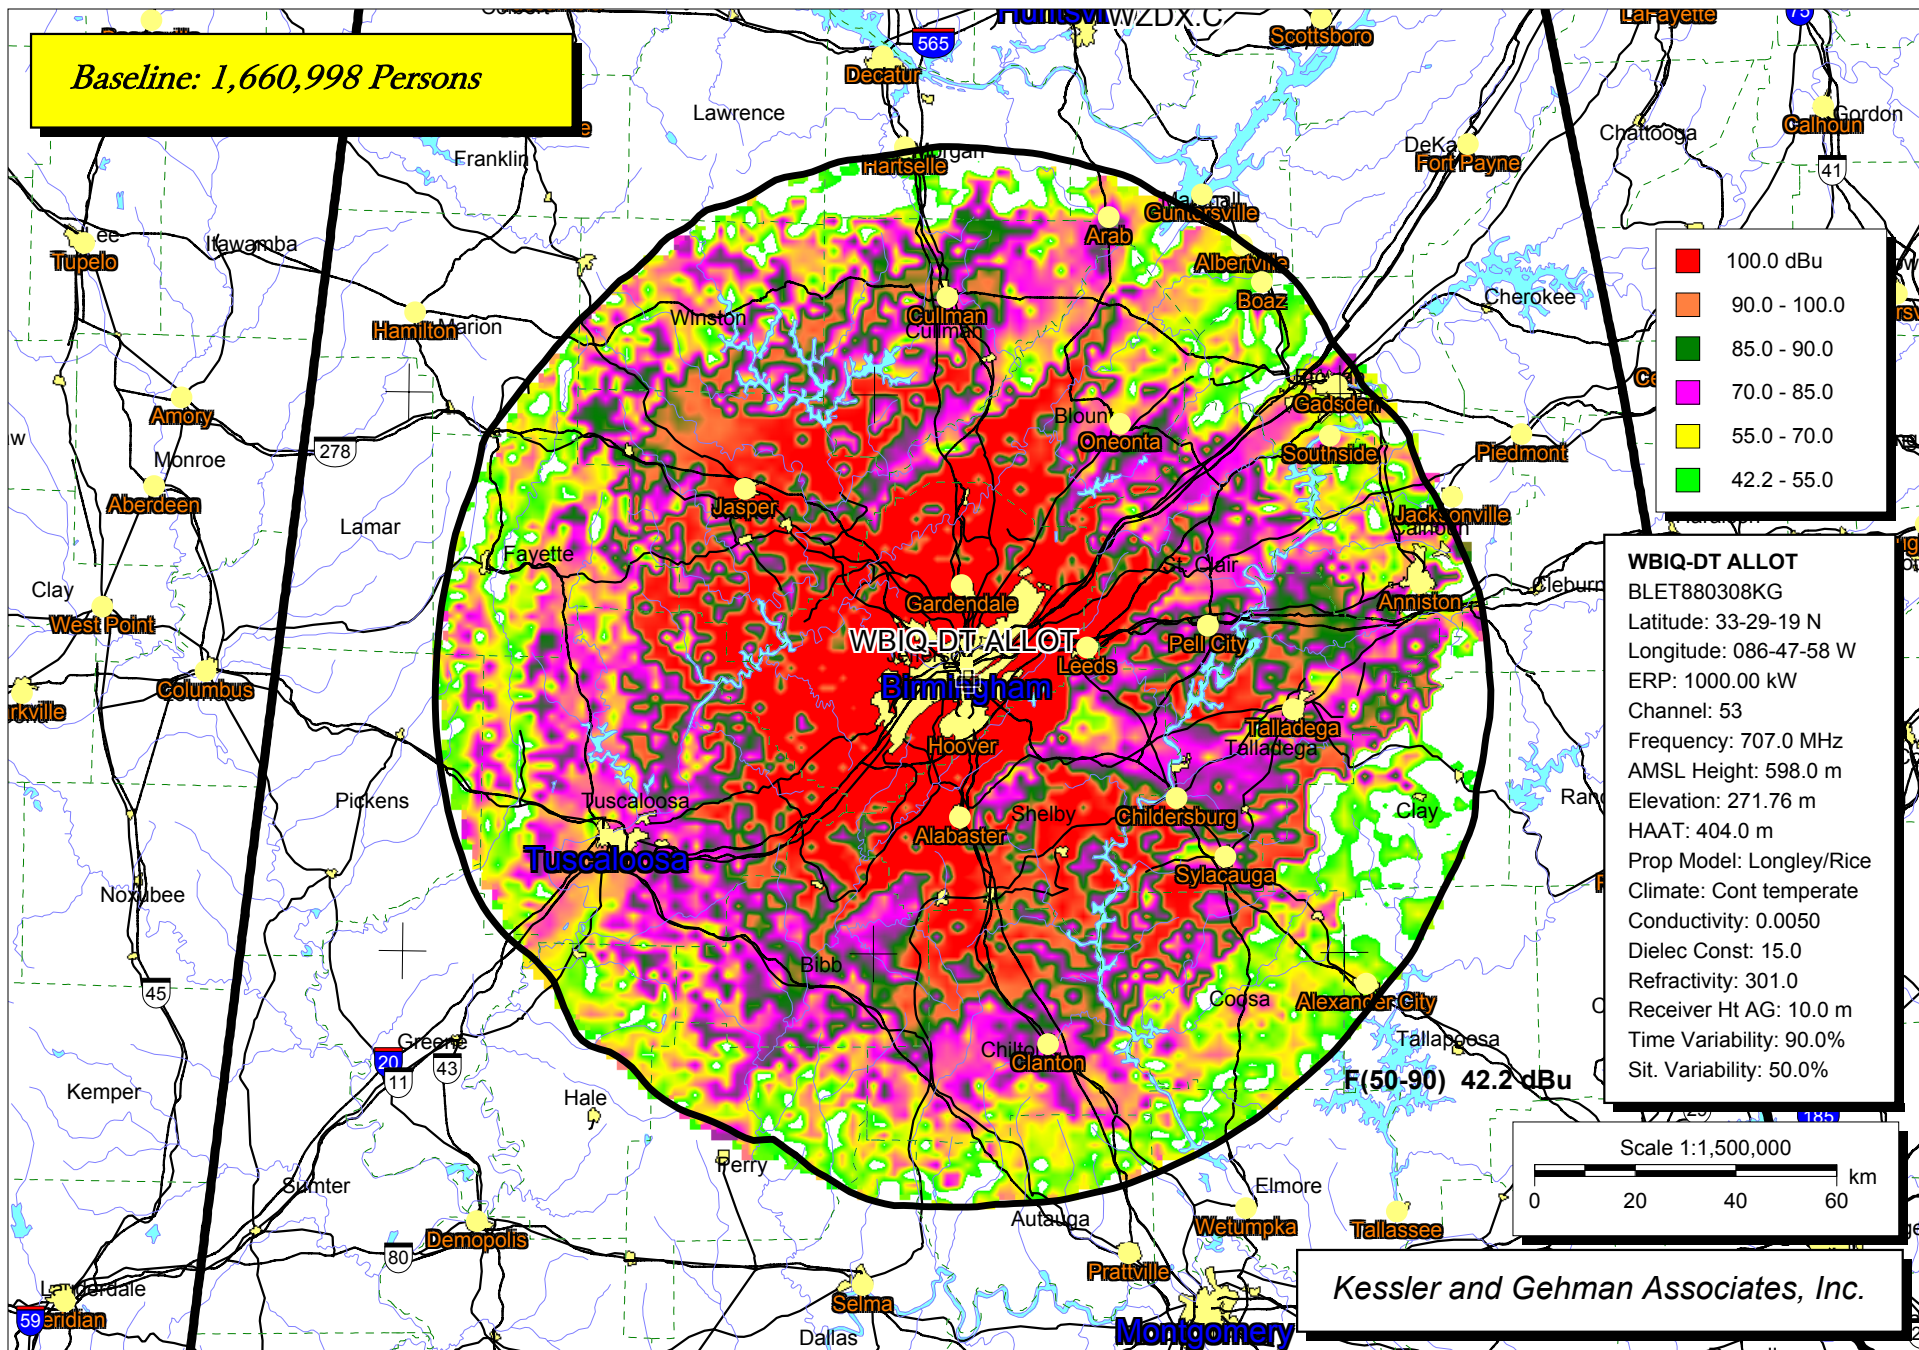 Baseline: 1,660,998 Persons
WZDX.C
LaFayette
75
565
Scottsboro
Decatur
Lawrence
Franklin
Hartselle
DeKa
Fort Payne
Chattooga
Gordon
Calhoun
41
Guntersville
Arab
Itawamba
Tupelo
Albertville
Boaz
Cherokee
Winston
Hamilton
Marion
Cullman
Cullman
Amory
Gadsden
Blount
Oneonta
Southside
Piedmont
278
Monroe
Aberdeen
Jasper
Jacksonville
Lamar
Fayette
St. Clair
Clay
West Point
Gardendale
Anniston
Cleburn
WBIQ-DT ALLOT
Pell City
Leeds
Columbus
Birmingham
Talladega
Talladega
Hoover
Pickens
Tuscaloosa
Shelby
Childersburg
Clay
Alabaster
Tuscaloosa
Sylacauga
Noxubee
Bibb
45
Coosa
Alexander City
Greene
Tallapoosa
20
11
43
Chilton
Clanton
Kemper
Hale
F(50-90) 42.2 dBu
Perry
Sumter
Elmore
Autauga
Wetumpka
Tallassee
Demopolis
80
Prattville
Lauderdale
Selma
59
eridian
Dallas
Montgomery
185
100.0 dBu
90.0 - 100.0
85.0 - 90.0
70.0 - 85.0
55.0 - 70.0
42.2 - 55.0
WBIQ-DT ALLOT
BLET880308KG
Latitude: 33-29-19 N
Longitude: 086-47-58 W
ERP: 1000.00 kW
Channel: 53
Frequency: 707.0 MHz
AMSL Height: 598.0 m
Elevation: 271.76 m
HAAT: 404.0 m
Prop Model: Longley/Rice
Climate: Cont temperate
Conductivity: 0.0050
Dielec Const: 15.0
Refractivity: 301.0
Receiver Ht AG: 10.0 m
Time Variability: 90.0%
Sit. Variability: 50.0%
Scale 1:1,500,000
km
0 20 40 60
Kessler and Gehman Associates, Inc.